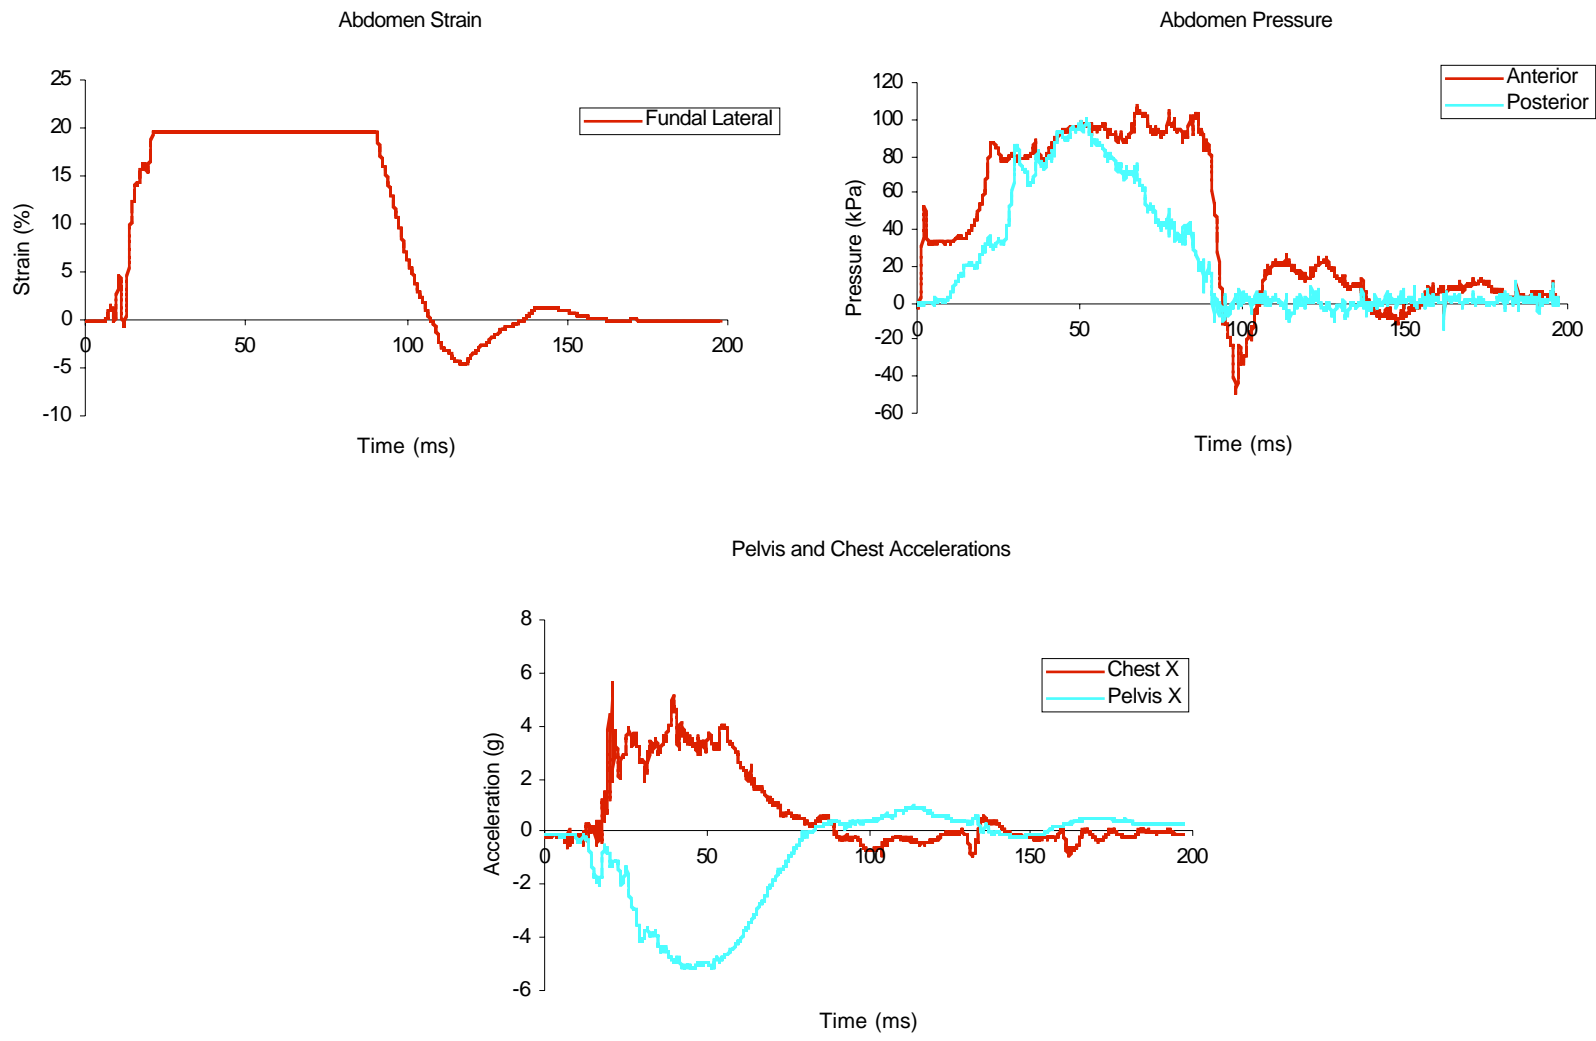 Abdomen Strain
25
20
15
10
5
0
-5
-10
Strain (%)
0
50
100
150
200
Time (ms)
Fundal Lateral
Abdomen Pressure
120
100
80
60
40
20
0
-20
-40
-60
Pressure (kPa)
0
50
100
150
200
Time (ms)
Anterior
Posterior
Pelvis and Chest Accelerations
8
6
4
2
0
-2
-4
-6
Acceleration (g)
0
50
100
150
200
Time (ms)
Chest X
Pelvis X